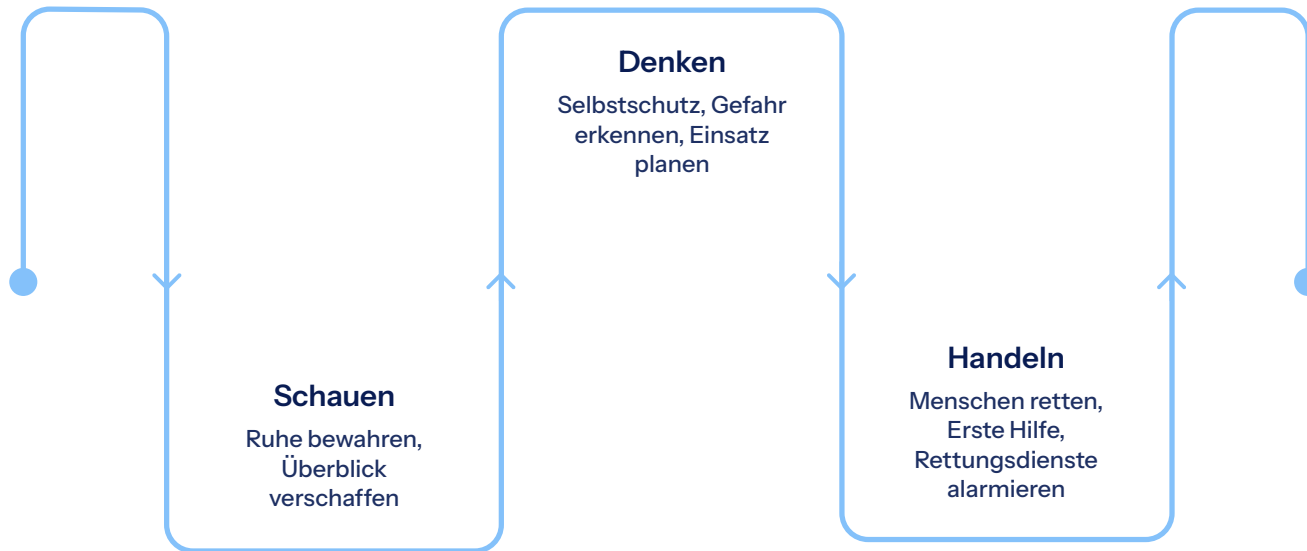 Schauen
Ruhe bewahren,
Überblick
verschaffen
Denken
Selbstschutz, Gefahr
erkennen, Einsatz
planen
Handeln
Menschen retten,
Erste Hilfe,
Rettungsdienste
alarmieren